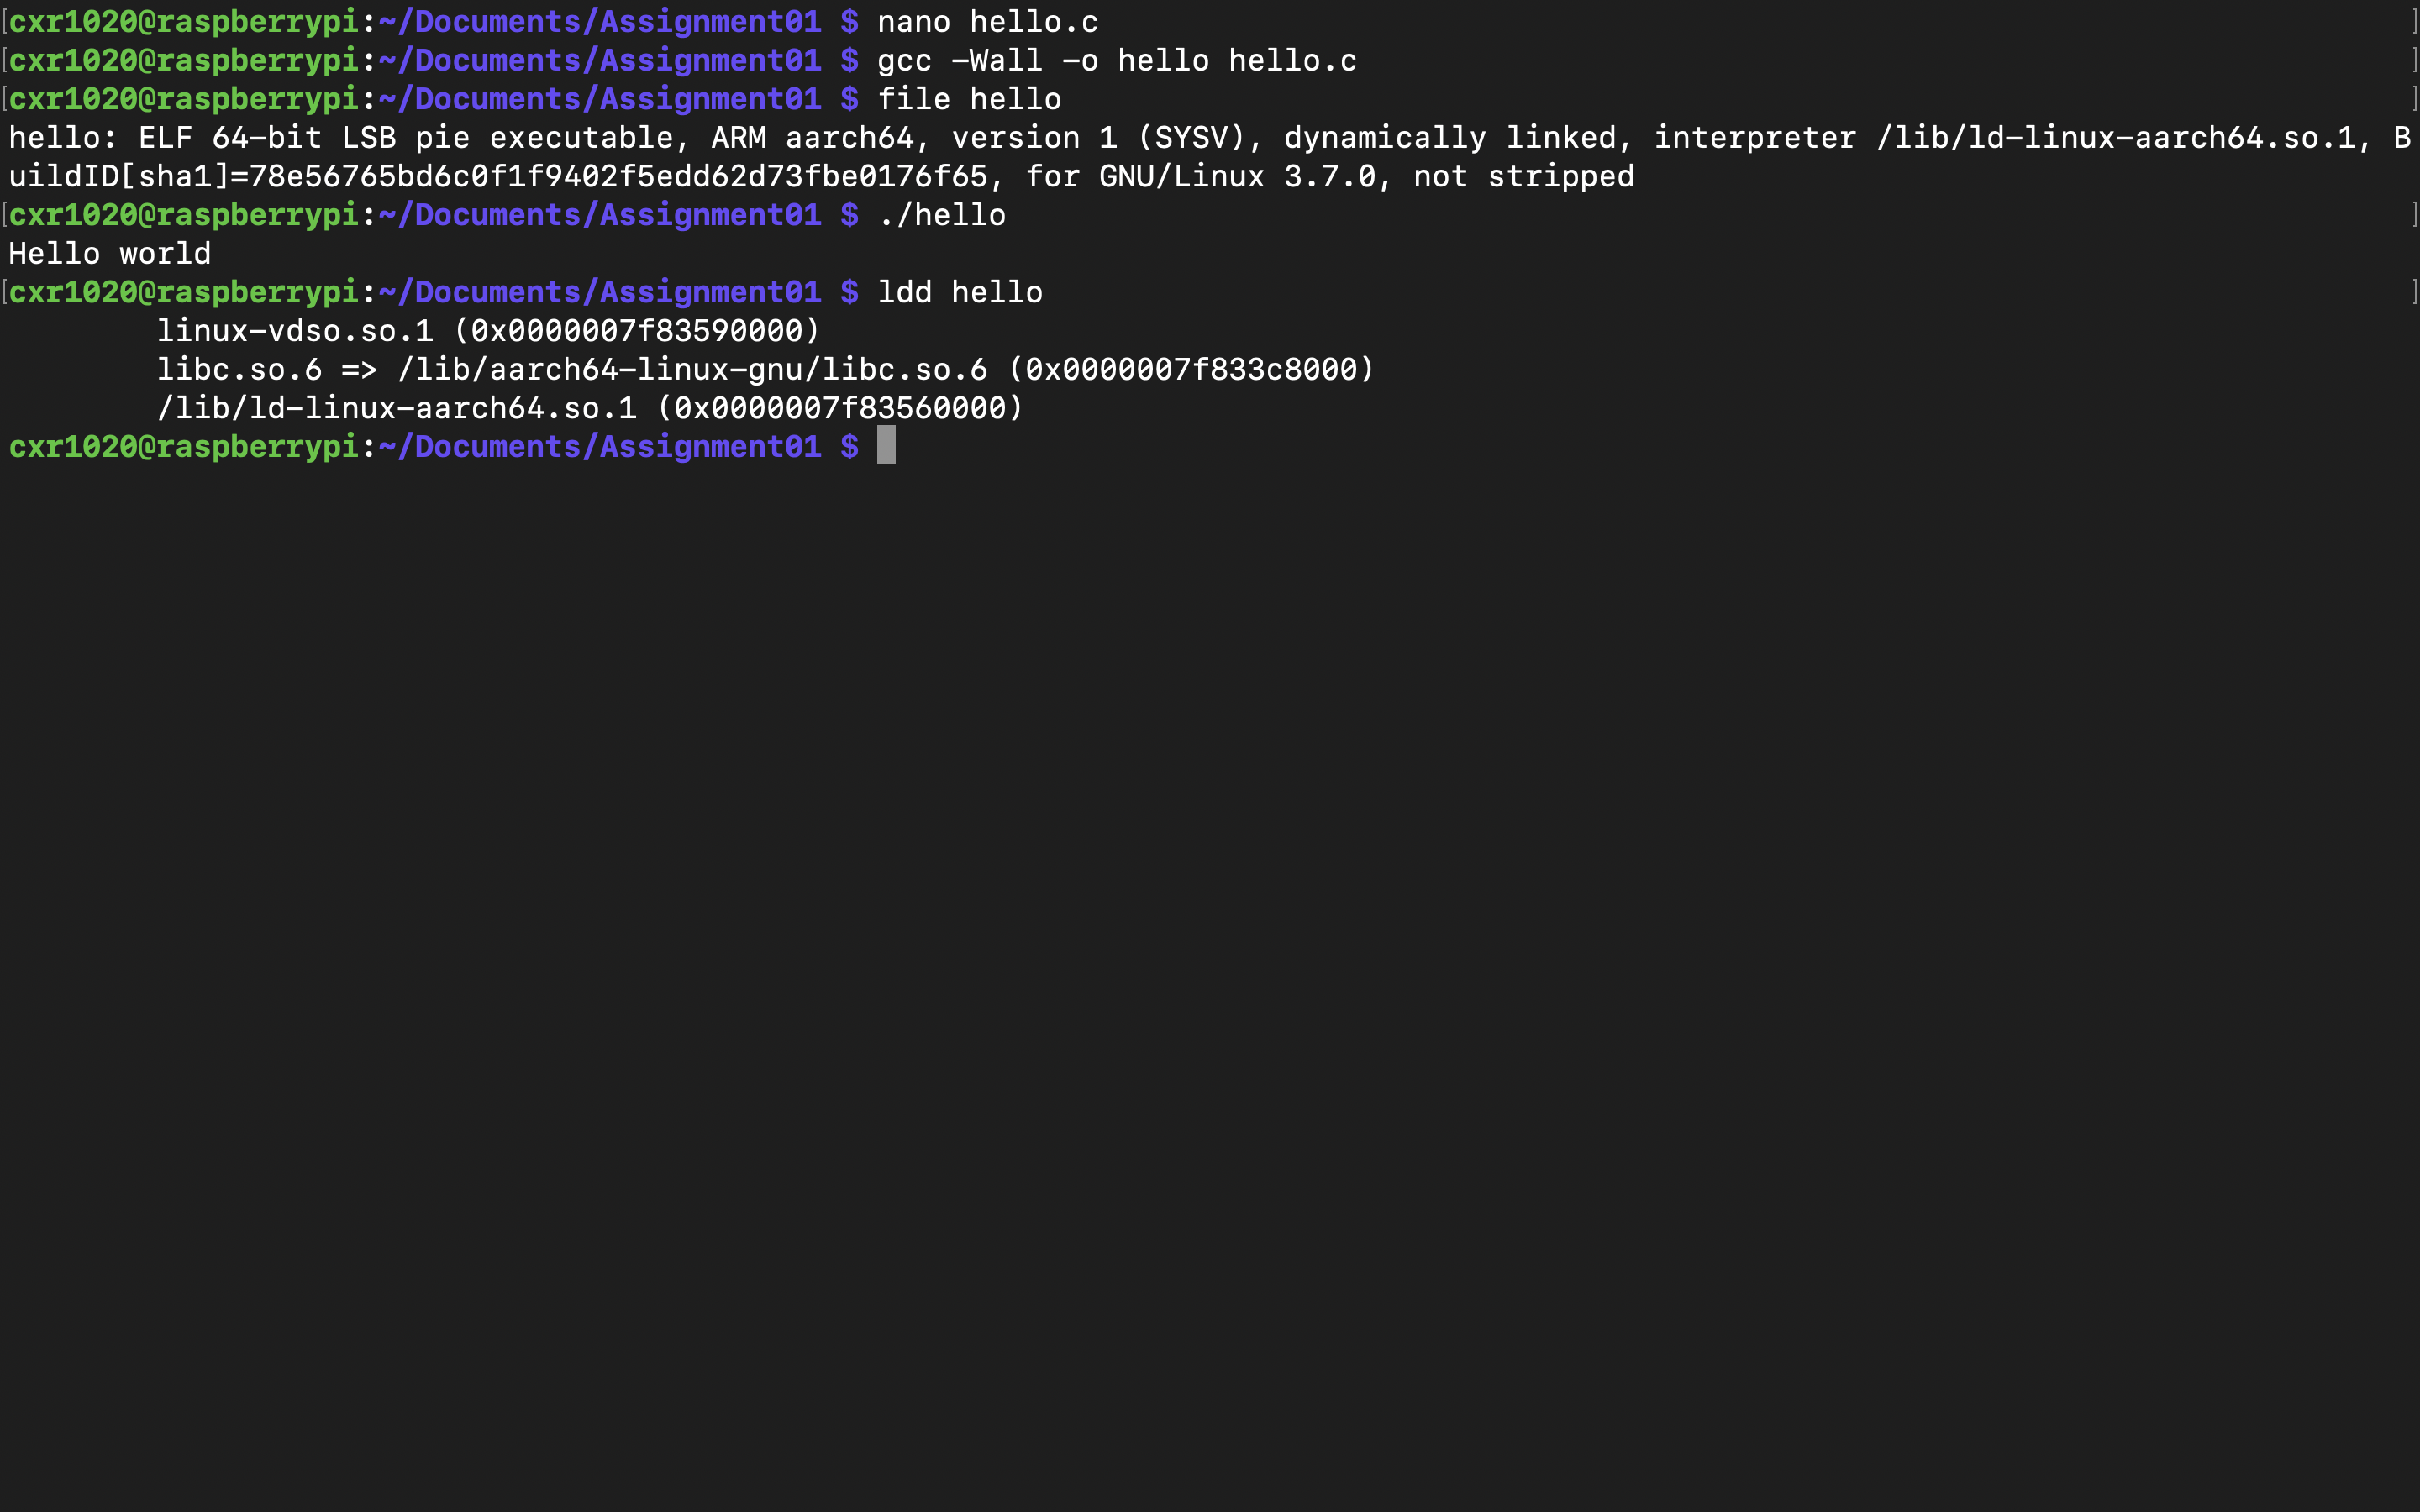 [cxr1020@raspberrypi:~/Documents/Assignment01 $ nano hello.c ]
[cxr1020@raspberrypi:~/Documents/Assignment01 $ gcc -Wall -o hello hello.c ]
[cxr1020@raspberrypi:~/Documents/Assignment01 $ file hello ]
hello: ELF 64-bit LSB pie executable, ARM aarch64, version 1 (SYSV), dynamically linked, interpreter /lib/ld-linux-aarch64.so.1, B
uildID[sha1]=78e56765bd6c0f1f9402f5edd62d73fbe0176f65, for GNU/Linux 3.7.0, not stripped
[cxr1020@raspberrypi:~/Documents/Assignment01 $ ./hello ]
Hello world
[cxr1020@raspberrypi:~/Documents/Assignment01 $ ldd hello ]
linux-vdso.so.1 (0x0000007f83590000)
libc.so.6 => /lib/aarch64-linux-gnu/libc.so.6 (0x0000007f833c8000)
/lib/ld-linux-aarch64.so.1 (0x0000007f83560000)
cxr1020@raspberrypi:~/Documents/Assignment01 $